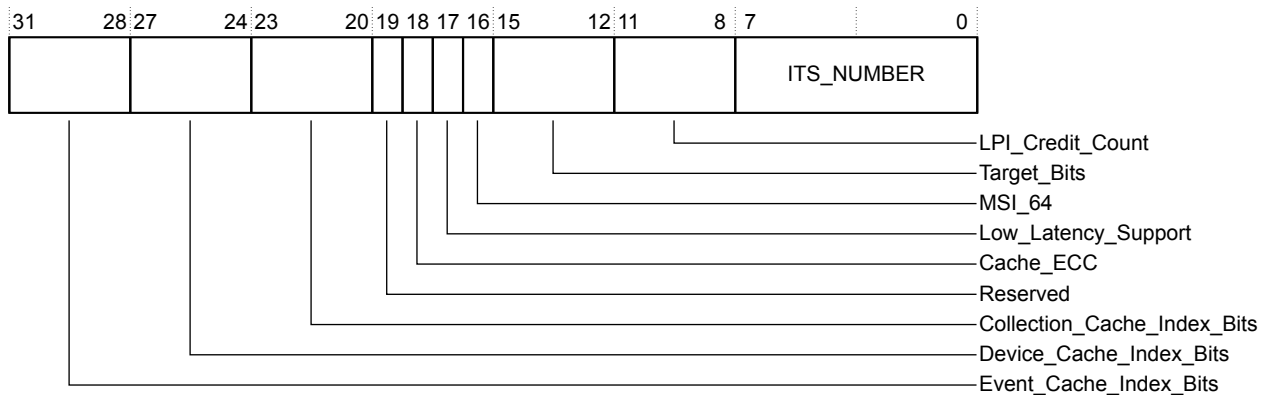 31 28 27 24 23 20 19 18 17 16 15 12 11 8 7 0
ITS_NUMBER
LPI_Credit_Count
Target_Bits
MSI_64
Low_Latency_Support
Cache_ECC
Reserved
Collection_Cache_Index_Bits
Device_Cache_Index_Bits
Event_Cache_Index_Bits